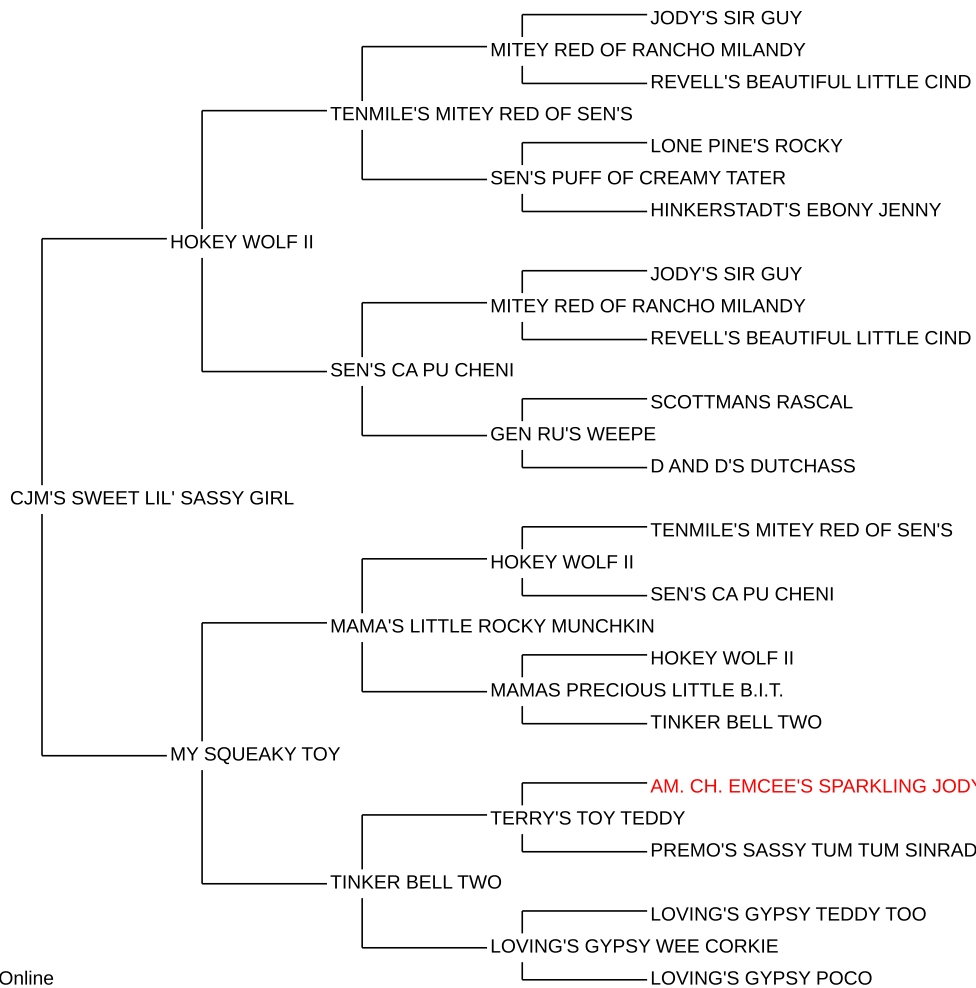 JODY'S SIR GUY
MITEY RED OF RANCHO MILANDY
REVELL'S BEAUTIFUL LITTLE CIND
TENMILE'S MITEY RED OF SEN'S
LONE PINE'S ROCKY
SEN'S PUFF OF CREAMY TATER
HINKERSTADT'S EBONY JENNY
HOKEY WOLF II
JODY'S SIR GUY
MITEY RED OF RANCHO MILANDY
REVELL'S BEAUTIFUL LITTLE CIND
SEN'S CA PU CHENI
SCOTTMANS RASCAL
GEN RU'S WEEPE
D AND D'S DUTCHASS
CJM'S SWEET LIL' SASSY GIRL
TENMILE'S MITEY RED OF SEN'S
HOKEY WOLF II
SEN'S CA PU CHENI
MAMA'S LITTLE ROCKY MUNCHKIN
HOKEY WOLF II
MAMAS PRECIOUS LITTLE B.I.T.
TINKER BELL TWO
MY SQUEAKY TOY
AM. CH. EMCEE'S SPARKLING JODY
TERRY'S TOY TEDDY
PREMO'S SASSY TUM TUM SINRAD
TINKER BELL TWO
LOVING'S GYPSY TEDDY TOO
LOVING'S GYPSY WEE CORKIE
LOVING'S GYPSY POCO
Online